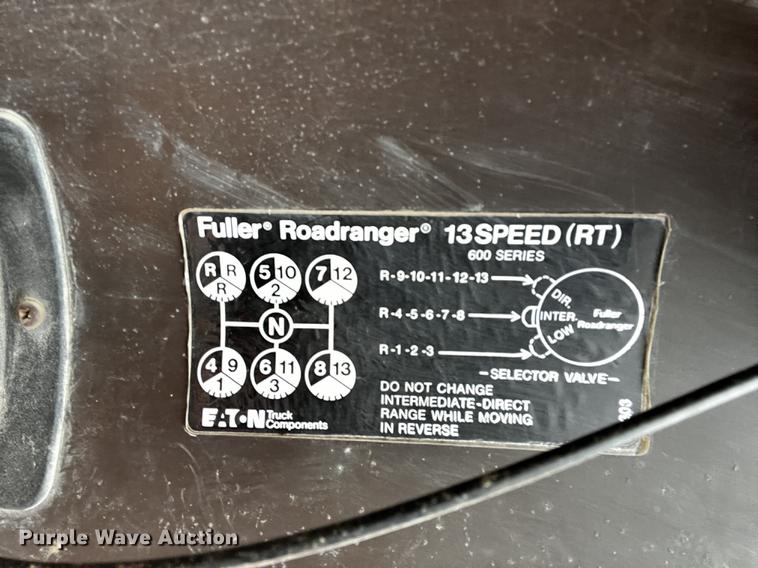 Fuller® Roadranger® 13 SPEED (RT)
600 SERIES
R R R
5 10 2
7 12
N
4 9 1
6 11 3
8 13
R-9-10-11-12-13
R-4-5-6-7-8
R-1-2-3
DIR.
INTER.
LOW
Fuller
Roadranger
-SELECTOR VALVE-
DO NOT CHANGE
INTERMEDIATE-DIRECT
RANGE WHILE MOVING
IN REVERSE
EATON Truck
Components
Purple Wave Auction